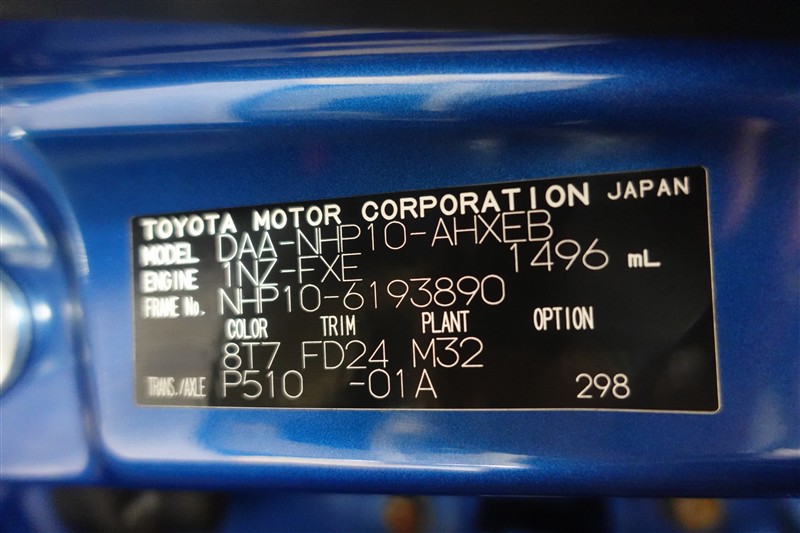 TOYOTA MOTOR CORPORATION JAPAN
MODEL DAA-NHP10-AHXEB
ENGINE 1NZ-FXE 1496 mL
FRAME No. NHP10-6193890
COLOR TRIM PLANT OPTION
8T7 FD24 M32
TRANS./AXLE P510 -01A 298